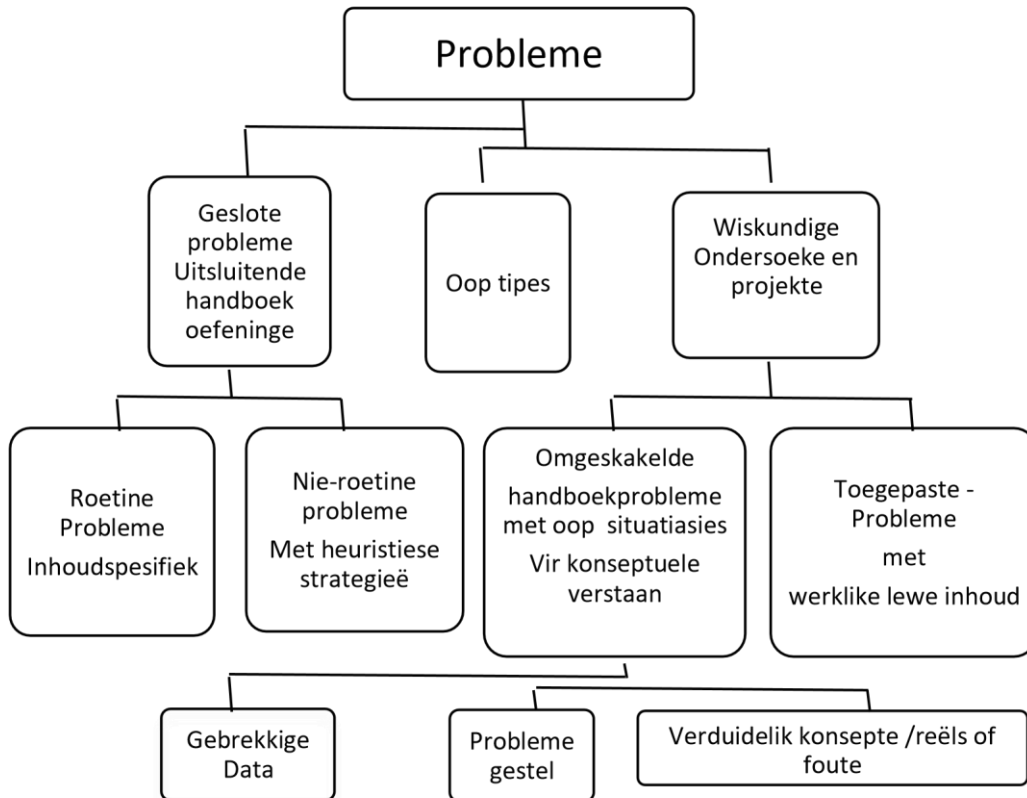 Probleme
Geslote
probleme
Uitsluitende
handboek
oefeninge
Oop tipes
Wiskundige
Ondersoeke en
projekte
Roetine
Probleme
Inhoudspesifiek
Nie-roetine
probleme
Met heuristiese
strategieë
Omgeskakelde
handboekprobleme
met oop situatiasies
Vir konseptuele
verstaan
Toegepaste -
Probleme
met
werklike lewe inhoud
Gebrekkige
Data
Probleme
gestel
Verduidelik konsepte /reëls of
foute